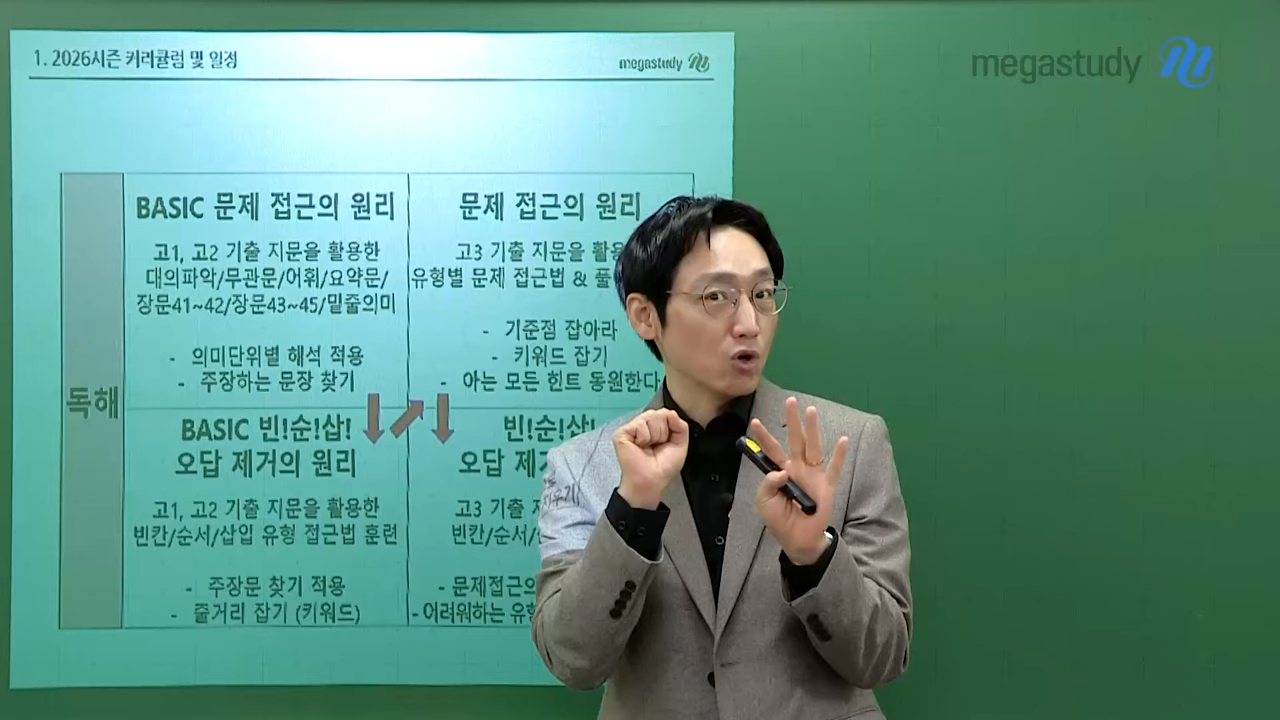 1. 2026시즌 커리큘럼 및 일정
megastudy
megastudy
독해
BASIC 문제 접근의 원리
고1, 고2 기출 지문을 활용한
대의파악/무관문/어휘/요약문/
장문41~42/장문43~45/밑줄의미
- 의미단위별 해석 적용
- 주장하는 문장 찾기
문제 접근의 원리
고3 기출 지문을
유형별 문제 접근법 &
- 기준점 잡아라
- 키워드 잡기
- 아는 모든 힌트 동원한다
BASIC 빈!순!삽!
오답 제거의 원리
고1, 고2 기출 지문을 활용한
빈칸/순서/삽입 유형 접근법 훈련
- 주장문 찾기 적용
- 줄거리 잡기 (키워드)
빈!순!삽!
오답
고3 기출
빈칸/순서/
- 문제접근의
- 어려워하는